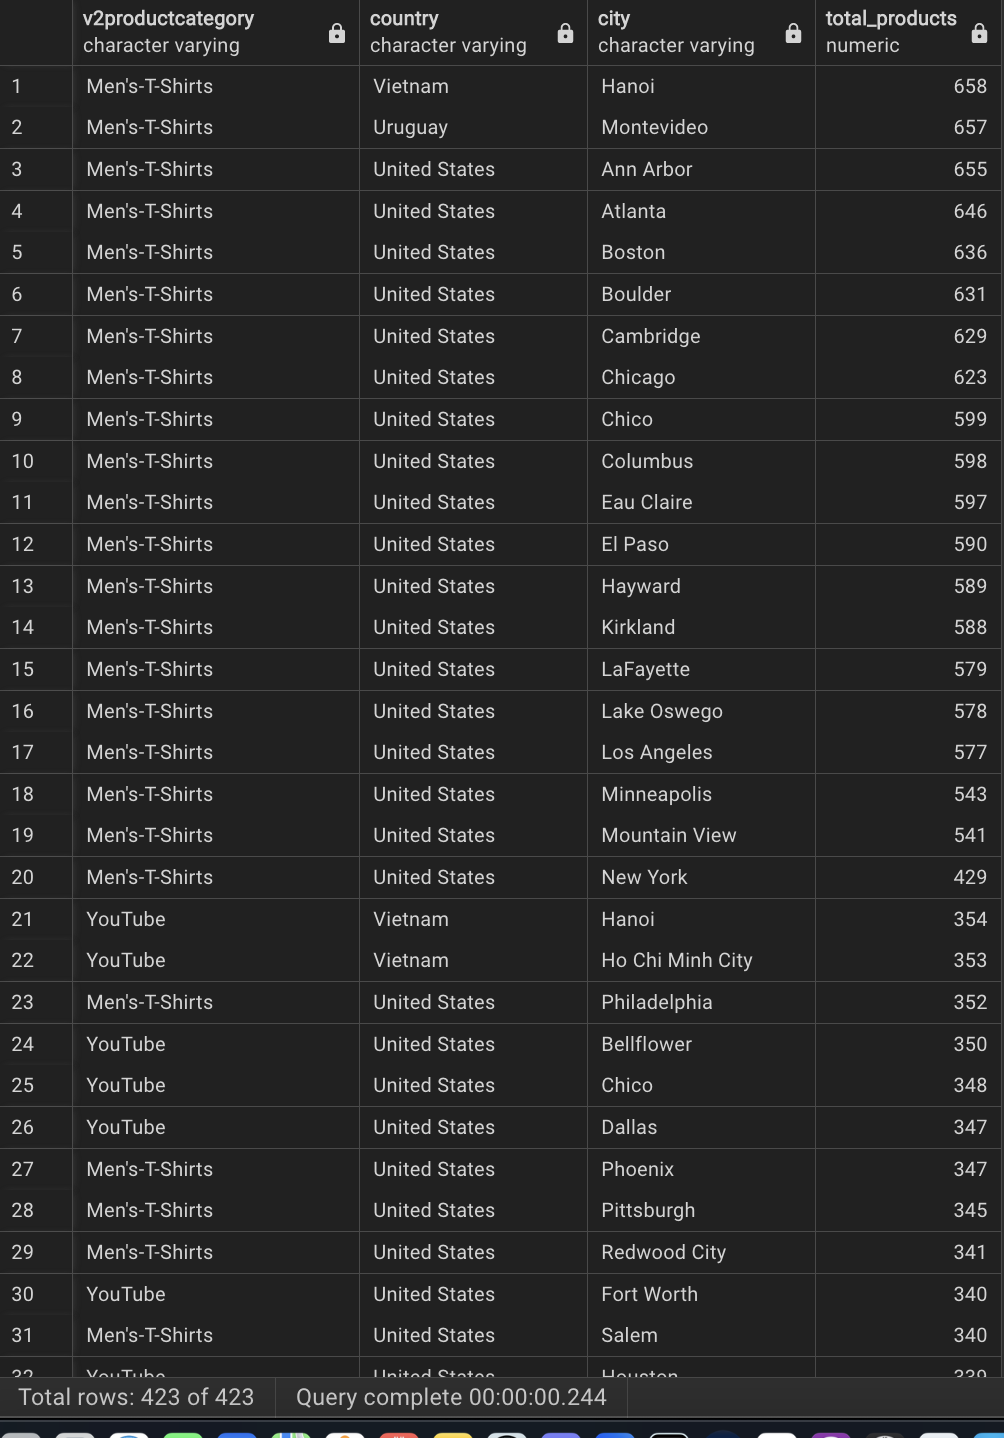 v2productcategory country city total_products
character varying character varying character varying numeric
1 Men's-T-Shirts Vietnam Hanoi 658
2 Men's-T-Shirts Uruguay Montevideo 657
3 Men's-T-Shirts United States Ann Arbor 655
4 Men's-T-Shirts United States Atlanta 646
5 Men's-T-Shirts United States Boston 636
6 Men's-T-Shirts United States Boulder 631
7 Men's-T-Shirts United States Cambridge 629
8 Men's-T-Shirts United States Chicago 623
9 Men's-T-Shirts United States Chico 599
10 Men's-T-Shirts United States Columbus 598
11 Men's-T-Shirts United States Eau Claire 597
12 Men's-T-Shirts United States El Paso 590
13 Men's-T-Shirts United States Hayward 589
14 Men's-T-Shirts United States Kirkland 588
15 Men's-T-Shirts United States LaFayette 579
16 Men's-T-Shirts United States Lake Oswego 578
17 Men's-T-Shirts United States Los Angeles 577
18 Men's-T-Shirts United States Minneapolis 543
19 Men's-T-Shirts United States Mountain View 541
20 Men's-T-Shirts United States New York 429
21 YouTube Vietnam Hanoi 354
22 YouTube Vietnam Ho Chi Minh City 353
23 Men's-T-Shirts United States Philadelphia 352
24 YouTube United States Bellflower 350
25 YouTube United States Chico 348
26 YouTube United States Dallas 347
27 Men's-T-Shirts United States Phoenix 347
28 Men's-T-Shirts United States Pittsburgh 345
29 Men's-T-Shirts United States Redwood City 341
30 YouTube United States Fort Worth 340
31 Men's-T-Shirts United States Salem 340
32 YouTube United States Houston 339
Total rows: 423 of 423 Query complete 00:00:00.244